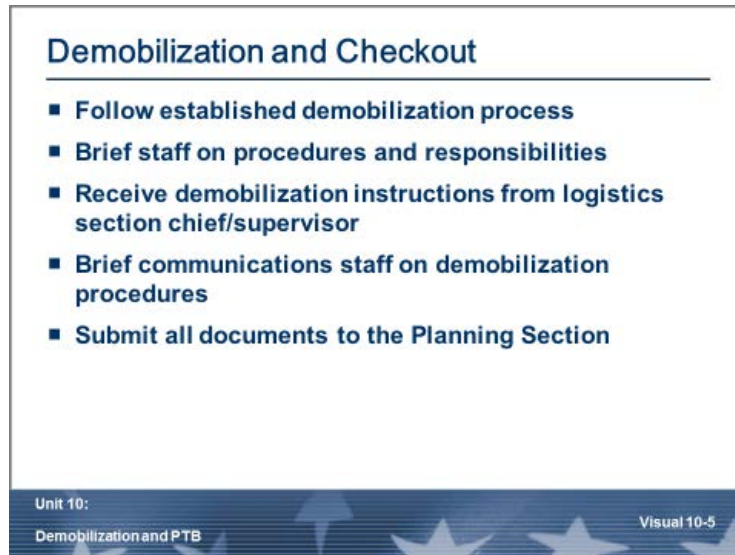 Demobilization and Checkout
▪ Follow established demobilization process
▪ Brief staff on procedures and responsibilities
▪ Receive demobilization instructions from logistics
section chief/supervisor
▪ Brief communications staff on demobilization
procedures
▪ Submit all documents to the Planning Section
Unit 10:
Demobilization and PTB
Visual 10-5